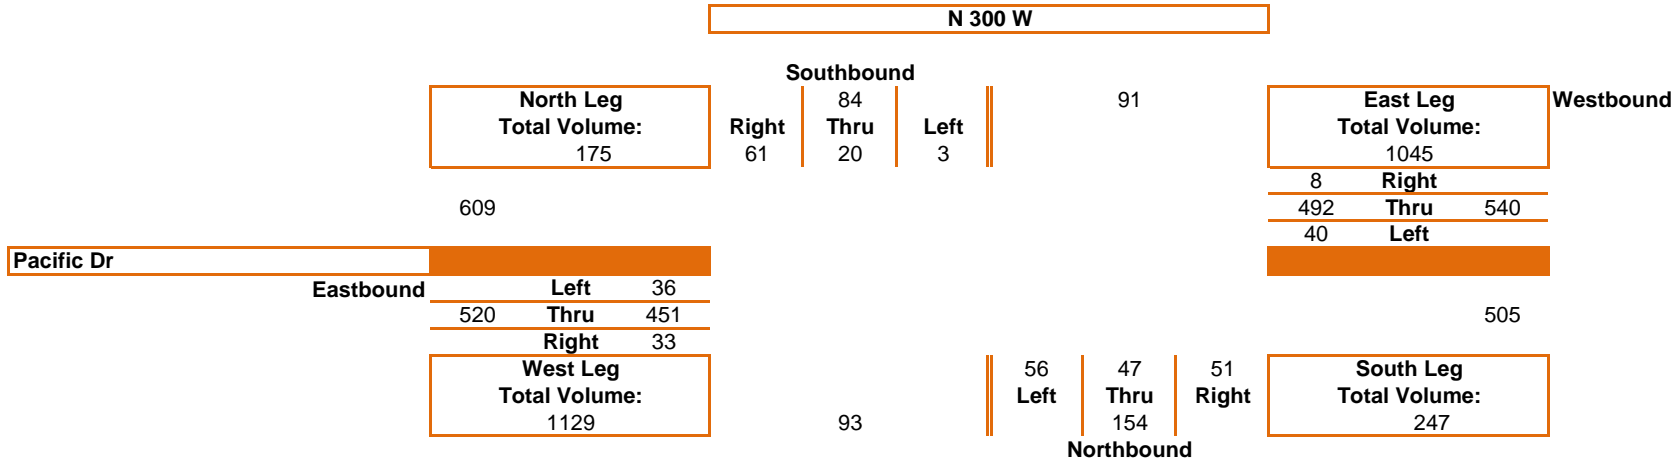 N 300 W
Southbound
North Leg 84 91 East Leg Westbound
Total Volume: Right Thru Left Total Volume:
175 61 20 3 1045
8 Right
609 492 Thru 540
40 Left
Pacific Dr
Eastbound Left 36
520 Thru 451 505
Right 33
West Leg 56 47 51 South Leg
Total Volume: Left Thru Right Total Volume:
1129 93 154 247
Northbound